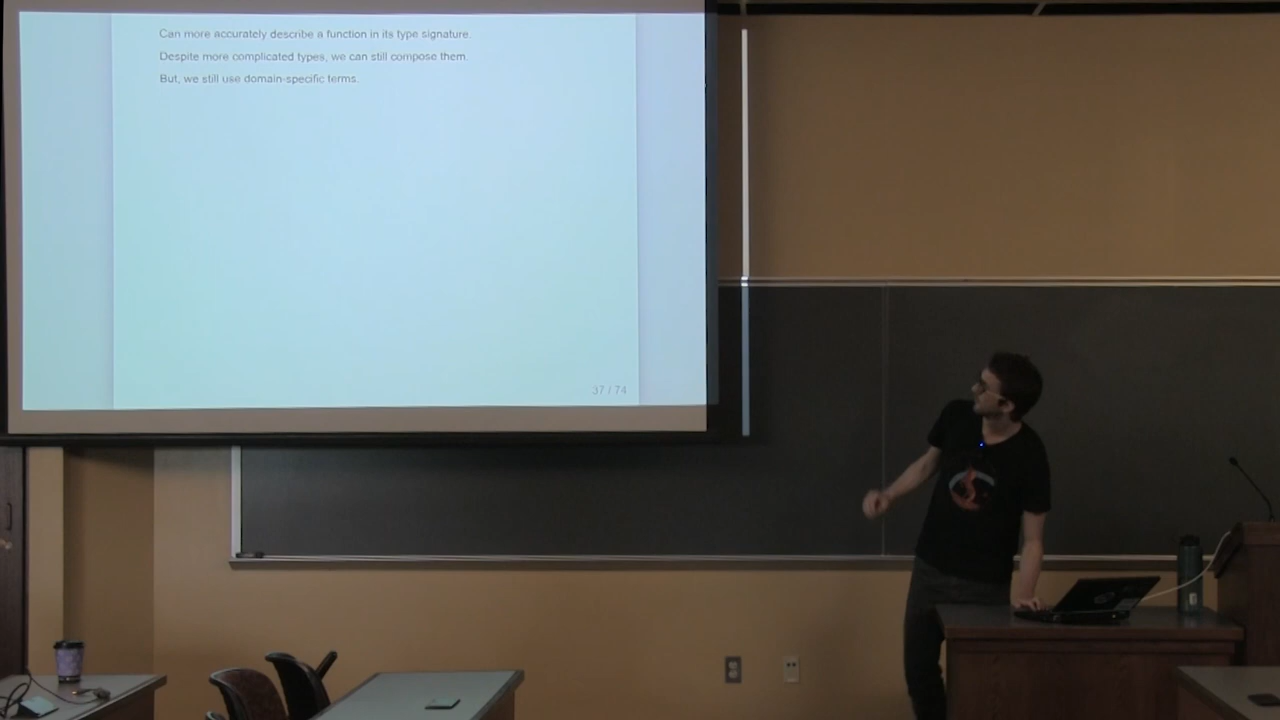 Can more accurately describe a function in its type signature.
Despite more complicated types, we can still compose them.
But, we still use domain-specific terms.
37 / 74